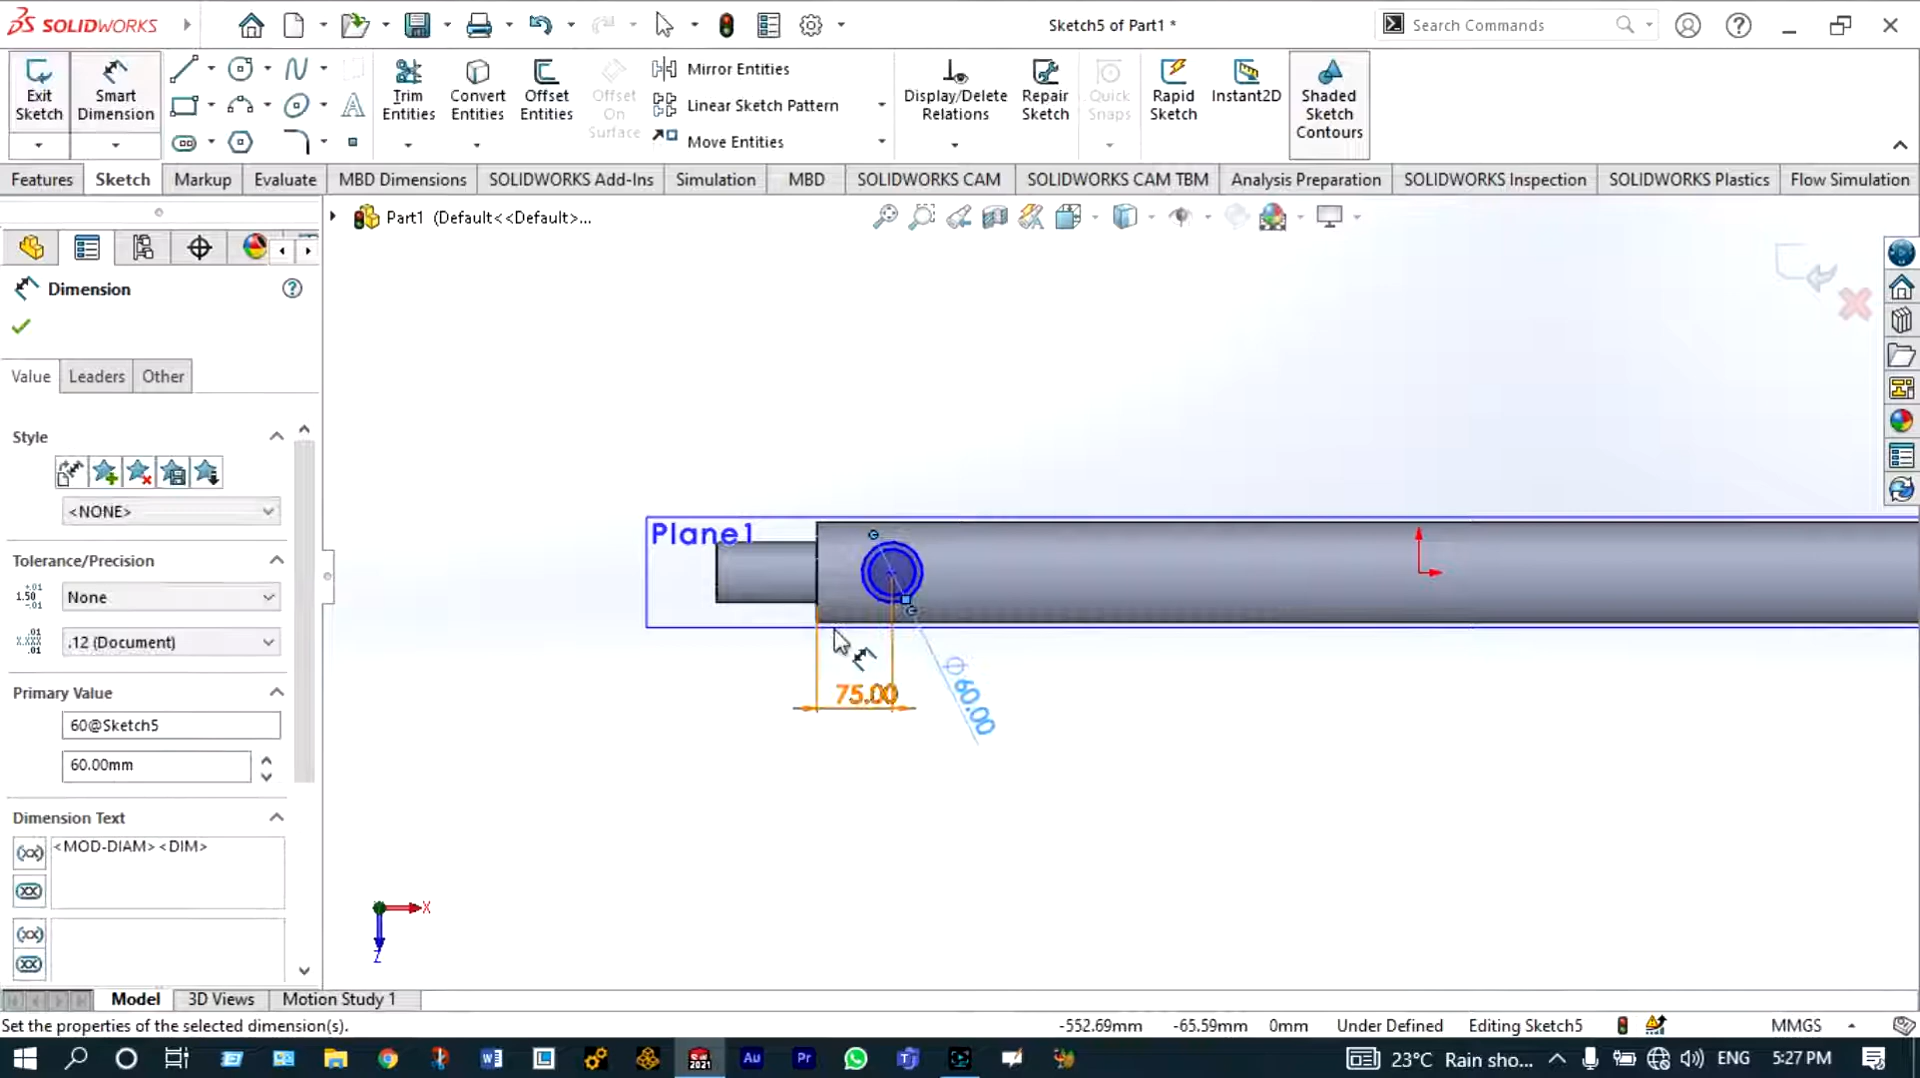 SOLIDWORKS
Sketch5 of Part1 *
Search Commands
Exit Sketch
Smart Dimension
Trim Entities
Convert Entities
Offset Entities
Offset On Surface
Mirror Entities
Linear Sketch Pattern
Move Entities
Display/Delete Relations
Repair Sketch
Quick Snaps
Rapid Sketch
Instant2D
Shaded Sketch Contours
Features
Sketch
Markup
Evaluate
MBD Dimensions
SOLIDWORKS Add-Ins
Simulation
MBD
SOLIDWORKS CAM
SOLIDWORKS CAM TBM
Analysis Preparation
SOLIDWORKS Inspection
SOLIDWORKS Plastics
Flow Simulation
Part1 (Default<<Default>...
Dimension
Value
Leaders
Other
Style
<NONE>
Tolerance/Precision
None
.12 (Document)
Primary Value
60@Sketch5
60.00mm
Dimension Text
<MOD-DIAM><DIM>
Plane1
75.00
Ø60.00
X
Z
Model
3D Views
Motion Study 1
Set the properties of the selected dimension(s).
-552.69mm
-65.59mm
0mm
Under Defined
Editing Sketch5
MMGS
23°C Rain sho...
ENG
5:27 PM